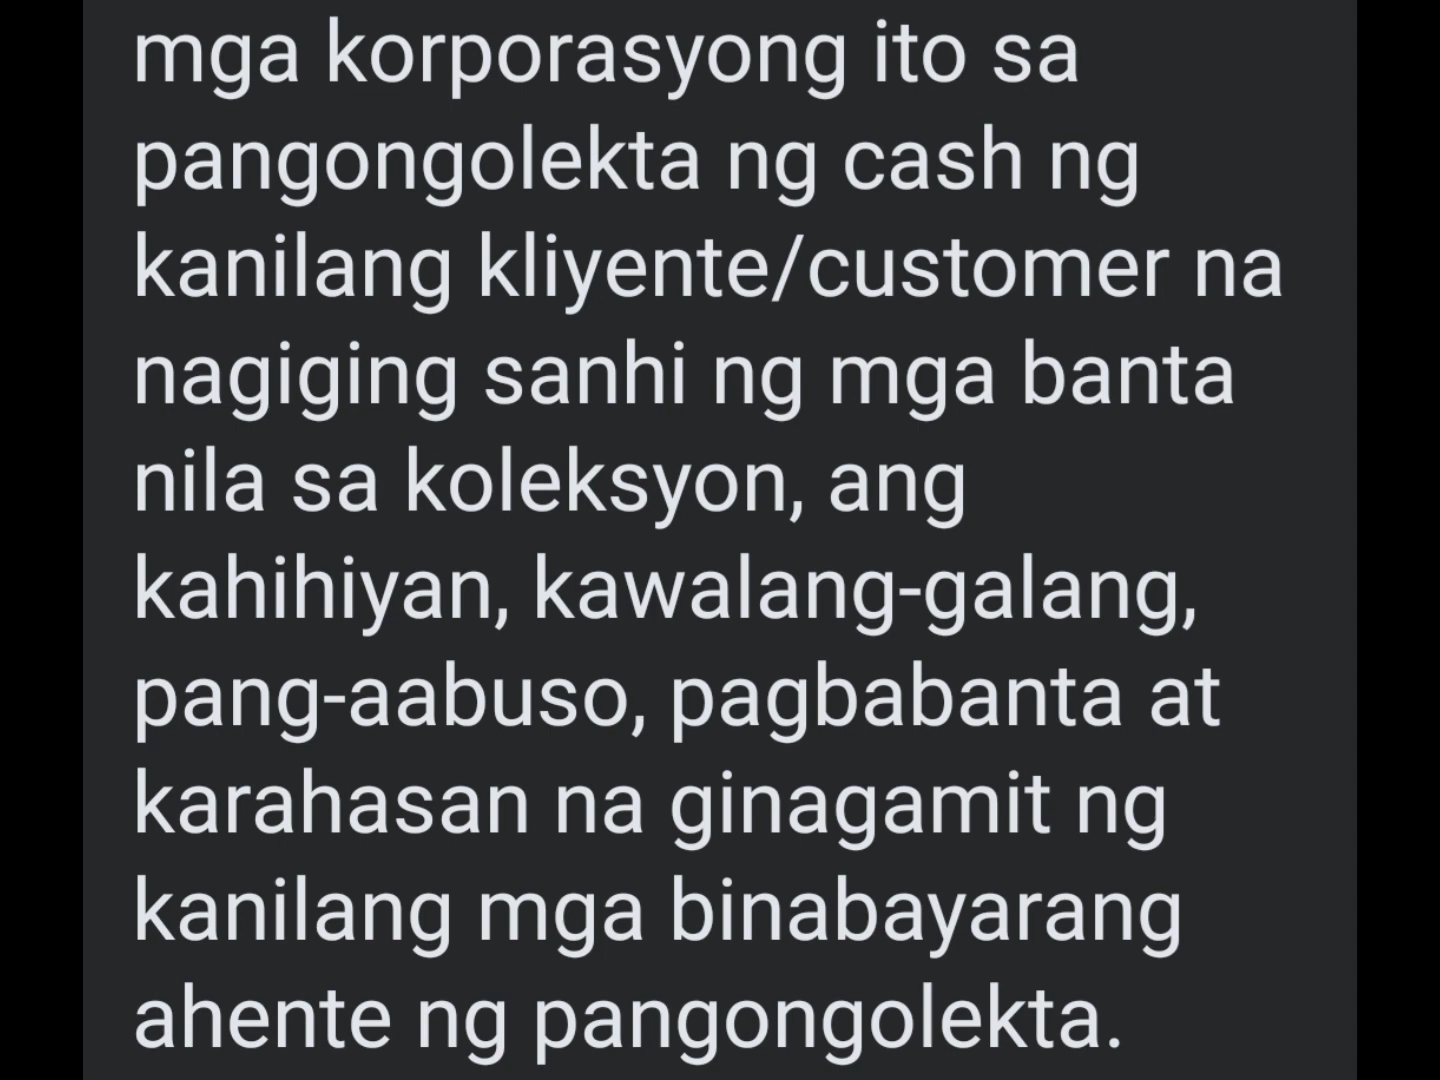 mga korporasyong ito sa
pangongolekta ng cash ng
kanilang kliyente/customer na
nagiging sanhi ng mga banta
nila sa koleksyon, ang
kahihiyan, kawalang-galang,
pang-aabuso, pagbabanta at
karahasan na ginagamit ng
kanilang mga binabayarang
ahente ng pangongolekta.